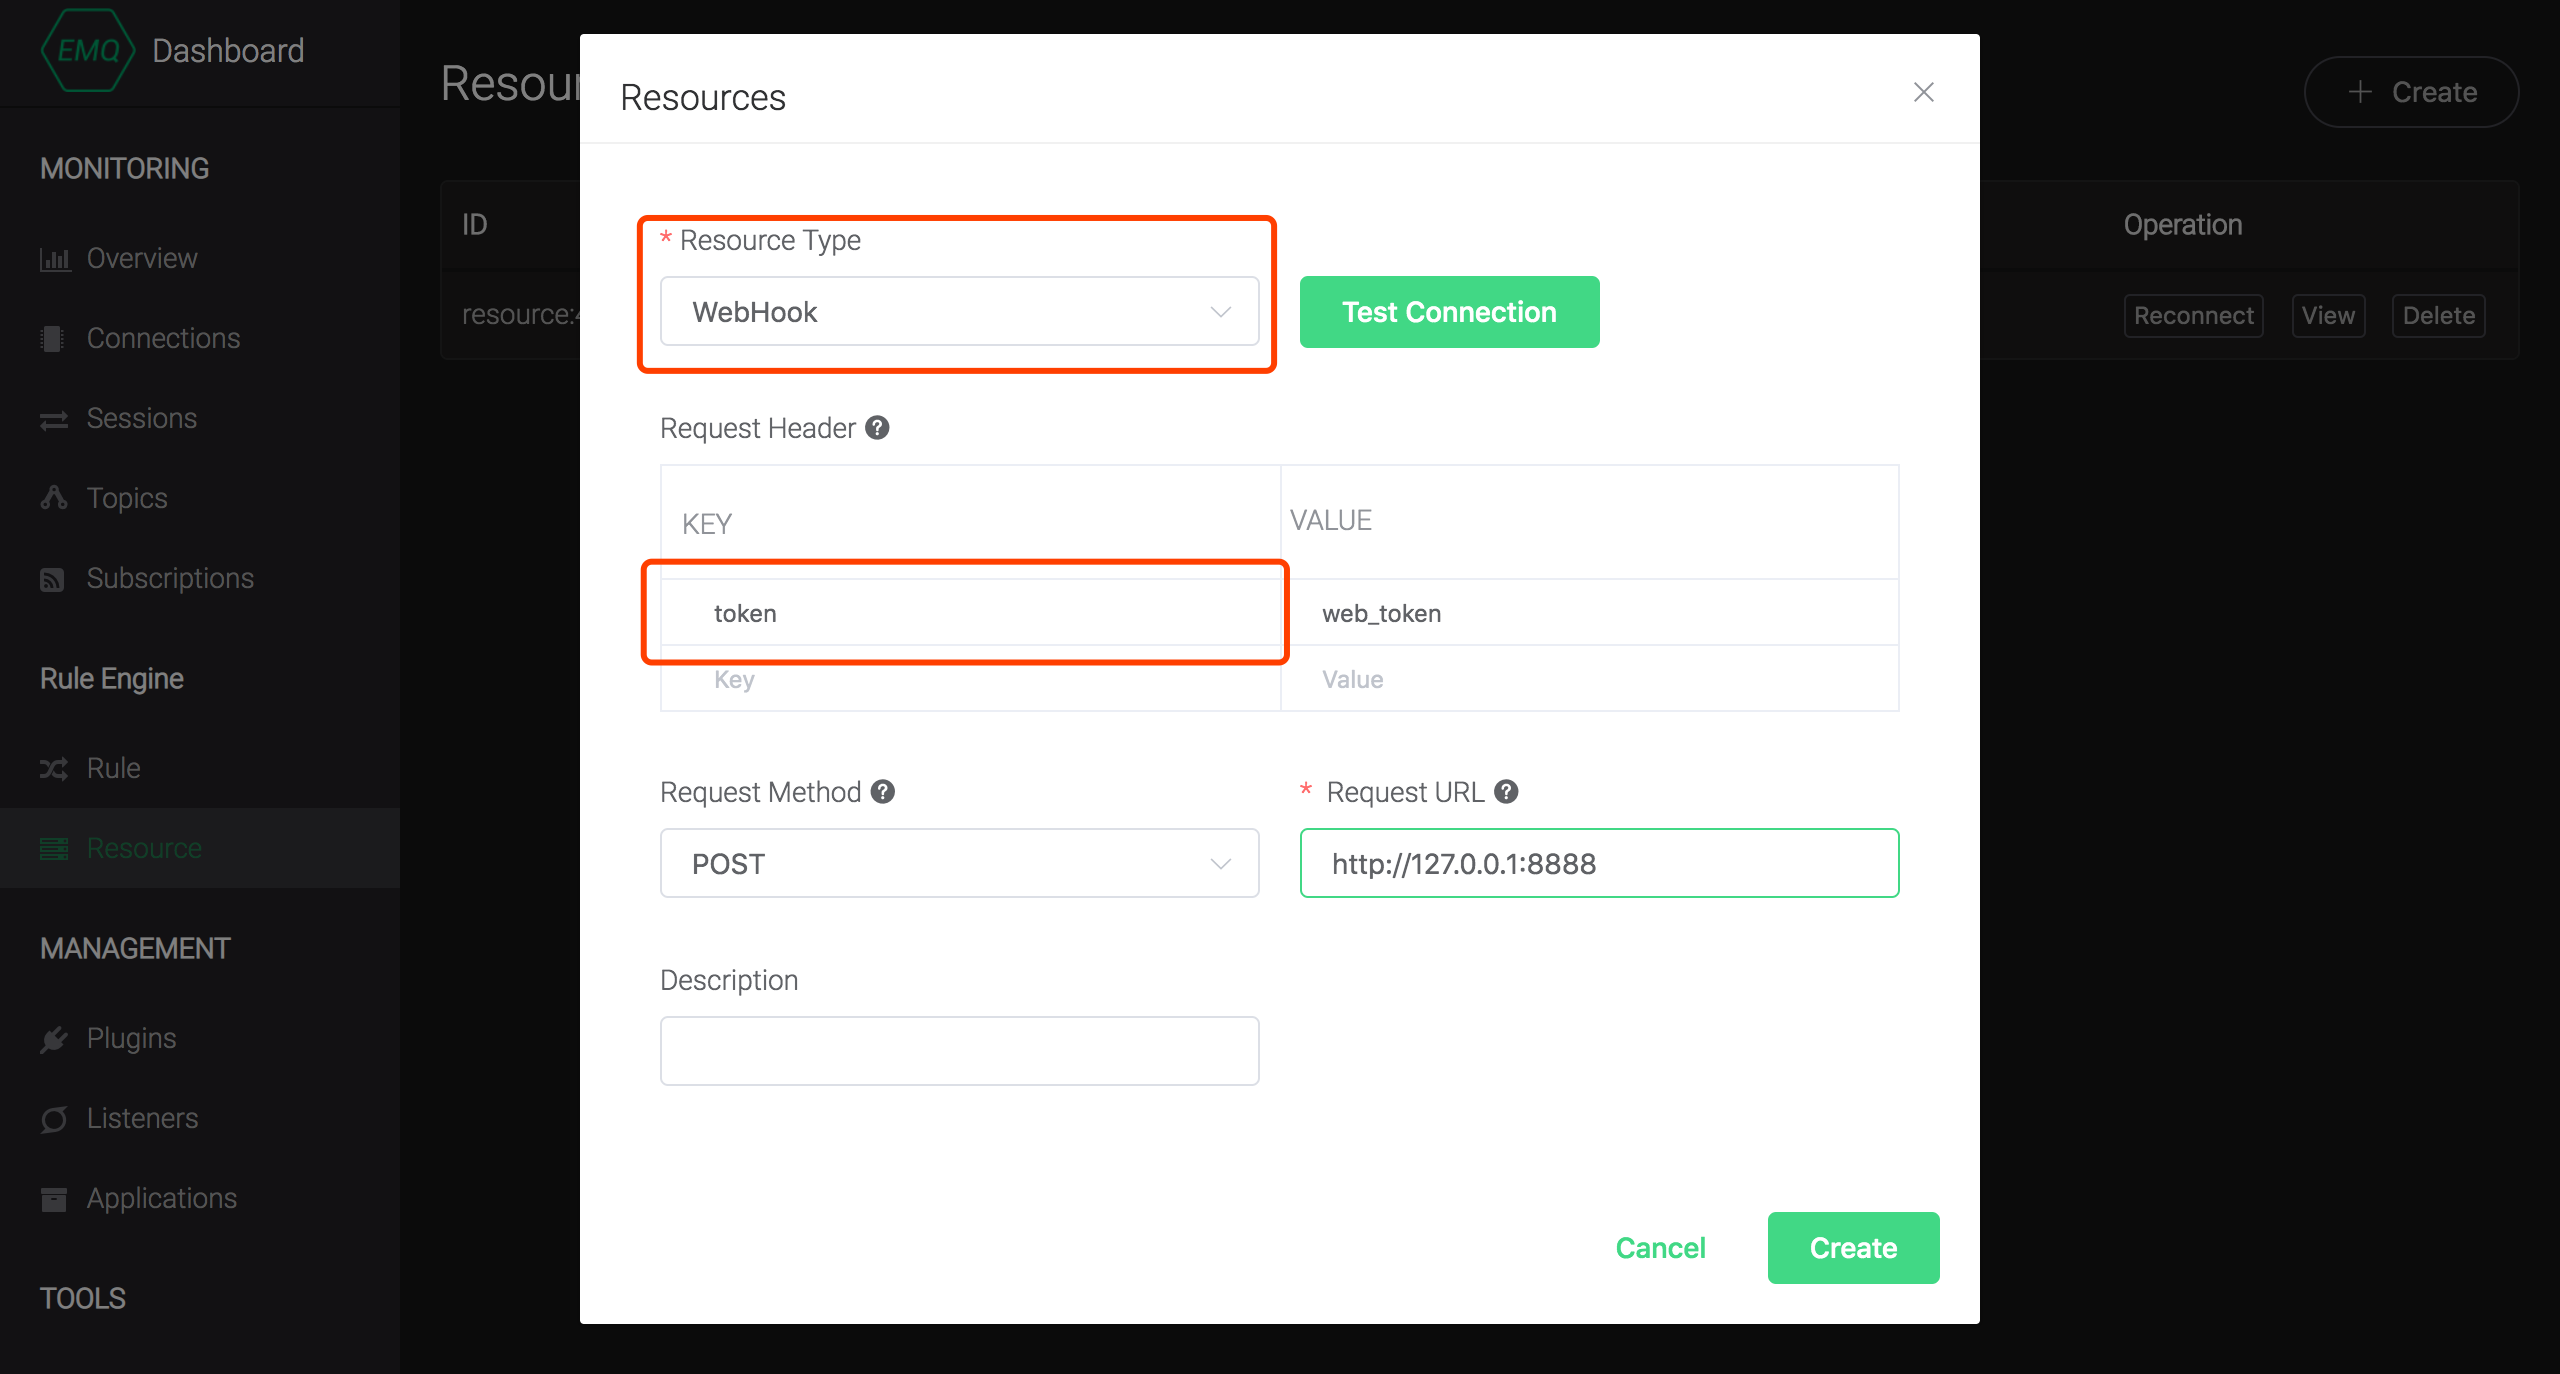 EMQ Dashboard
MONITORING
Overview
Connections
Sessions
Topics
Subscriptions
Rule Engine
Rule
Resource
MANAGEMENT
Plugins
Listeners
Applications
TOOLS
Create
ID
Operation
Reconnect View Delete
Resources
* Resource Type
WebHook
Test Connection
Request Header ?
KEY VALUE
token web_token
Key Value
Request Method ? * Request URL ?
POST http://127.0.0.1:8888
Description
Cancel Create